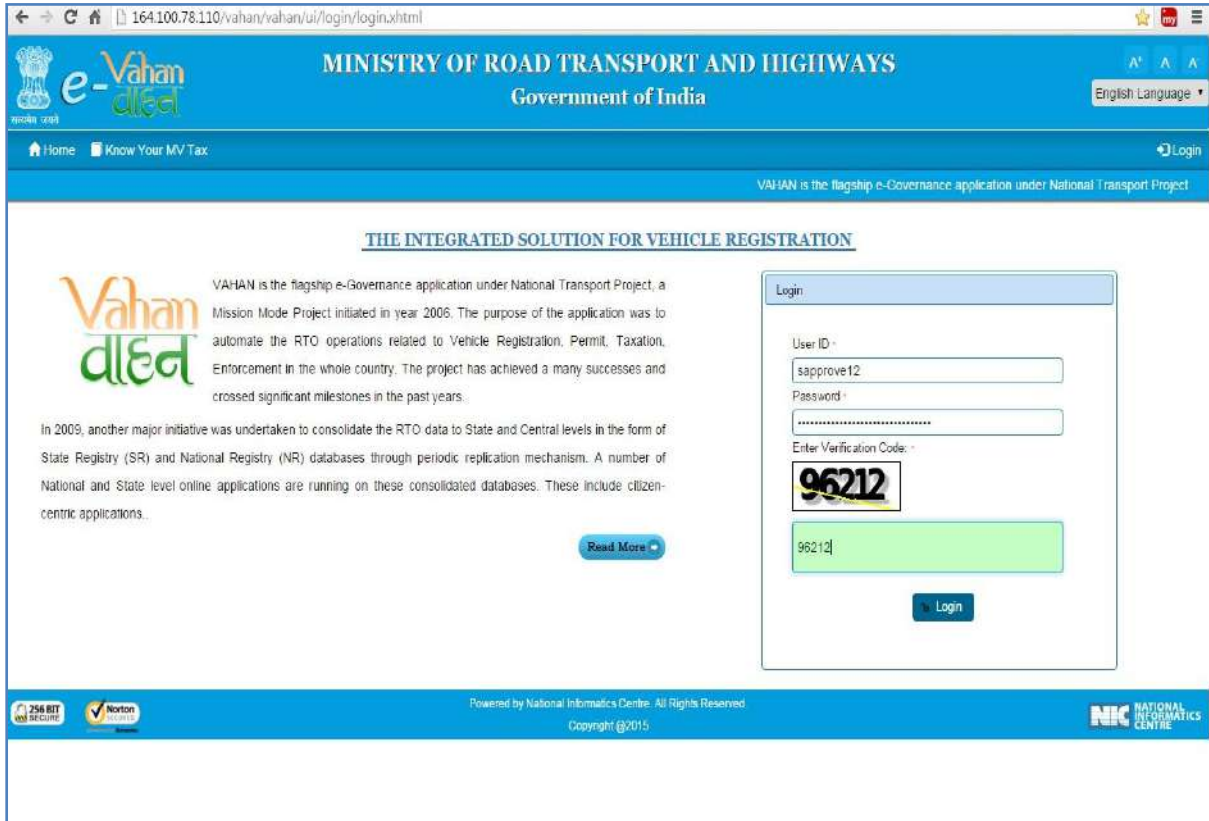 164.100.78.110/vahan/vahan/ui/login/login.xhtml
my
e-Vahan
वाहन
सत्यमेव जयते
MINISTRY OF ROAD TRANSPORT AND HIGHWAYS
Government of India
A+ A A-
English Language
Home Know Your MV Tax Login
VAHAN is the flagship e-Governance application under National Transport Project
THE INTEGRATED SOLUTION FOR VEHICLE REGISTRATION
Vahan
वाहन
VAHAN is the flagship e-Governance application under National Transport Project, a
Mission Mode Project initiated in year 2006. The purpose of the application was to
automate the RTO operations related to Vehicle Registration, Permit, Taxation,
Enforcement in the whole country. The project has achieved a many successes and
crossed significant milestones in the past years.
In 2009, another major initiative was undertaken to consolidate the RTO data to State and Central levels in the form of
State Registry (SR) and National Registry (NR) databases through periodic replication mechanism. A number of
National and State level online applications are running on these consolidated databases. These include citizen-
centric applications..
Read More
Login
User ID *
sapprove12
Password *
Enter Verification Code: *
96212
96212
Login
256 BIT
SECURE
Norton
SECURED
Powered by National Informatics Centre. All Rights Reserved
Copyright @2015
NIC NATIONAL
INFORMATICS
CENTRE